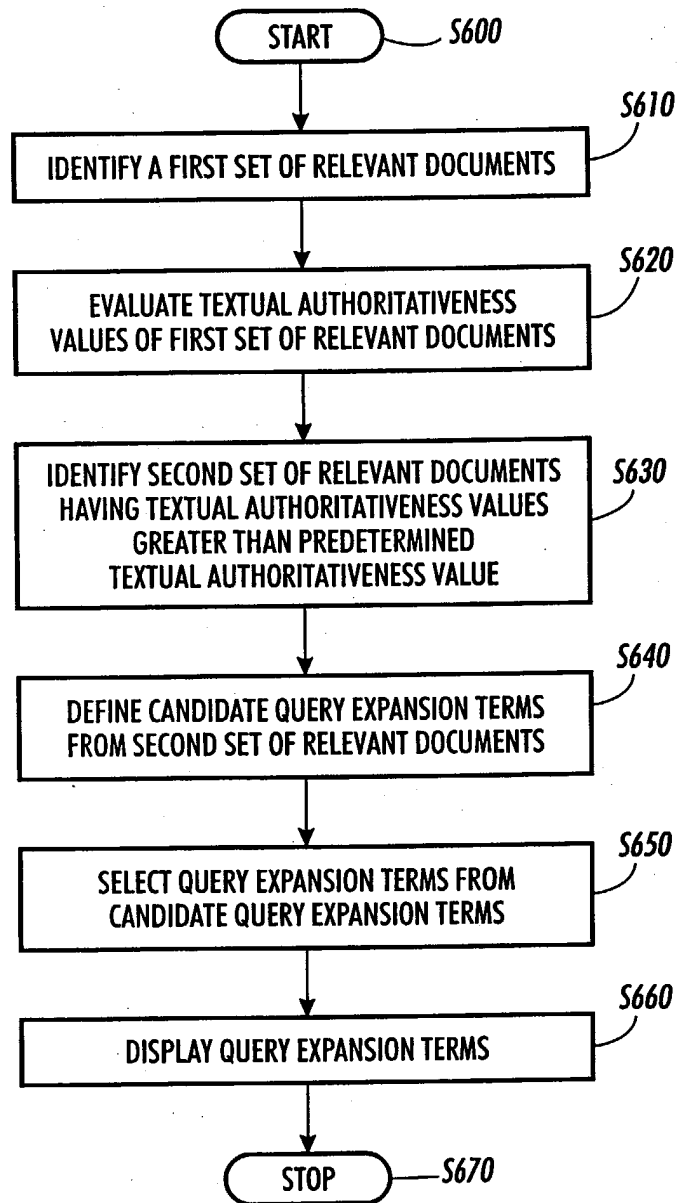 START
S600
S610
IDENTIFY A FIRST SET OF RELEVANT DOCUMENTS
S620
EVALUATE TEXTUAL AUTHORITATIVENESS
VALUES OF FIRST SET OF RELEVANT DOCUMENTS
S630
IDENTIFY SECOND SET OF RELEVANT DOCUMENTS
HAVING TEXTUAL AUTHORITATIVENESS VALUES
GREATER THAN PREDETERMINED
TEXTUAL AUTHORITATIVENESS VALUE
S640
DEFINE CANDIDATE QUERY EXPANSION TERMS
FROM SECOND SET OF RELEVANT DOCUMENTS
S650
SELECT QUERY EXPANSION TERMS FROM
CANDIDATE QUERY EXPANSION TERMS
S660
DISPLAY QUERY EXPANSION TERMS
STOP
S670